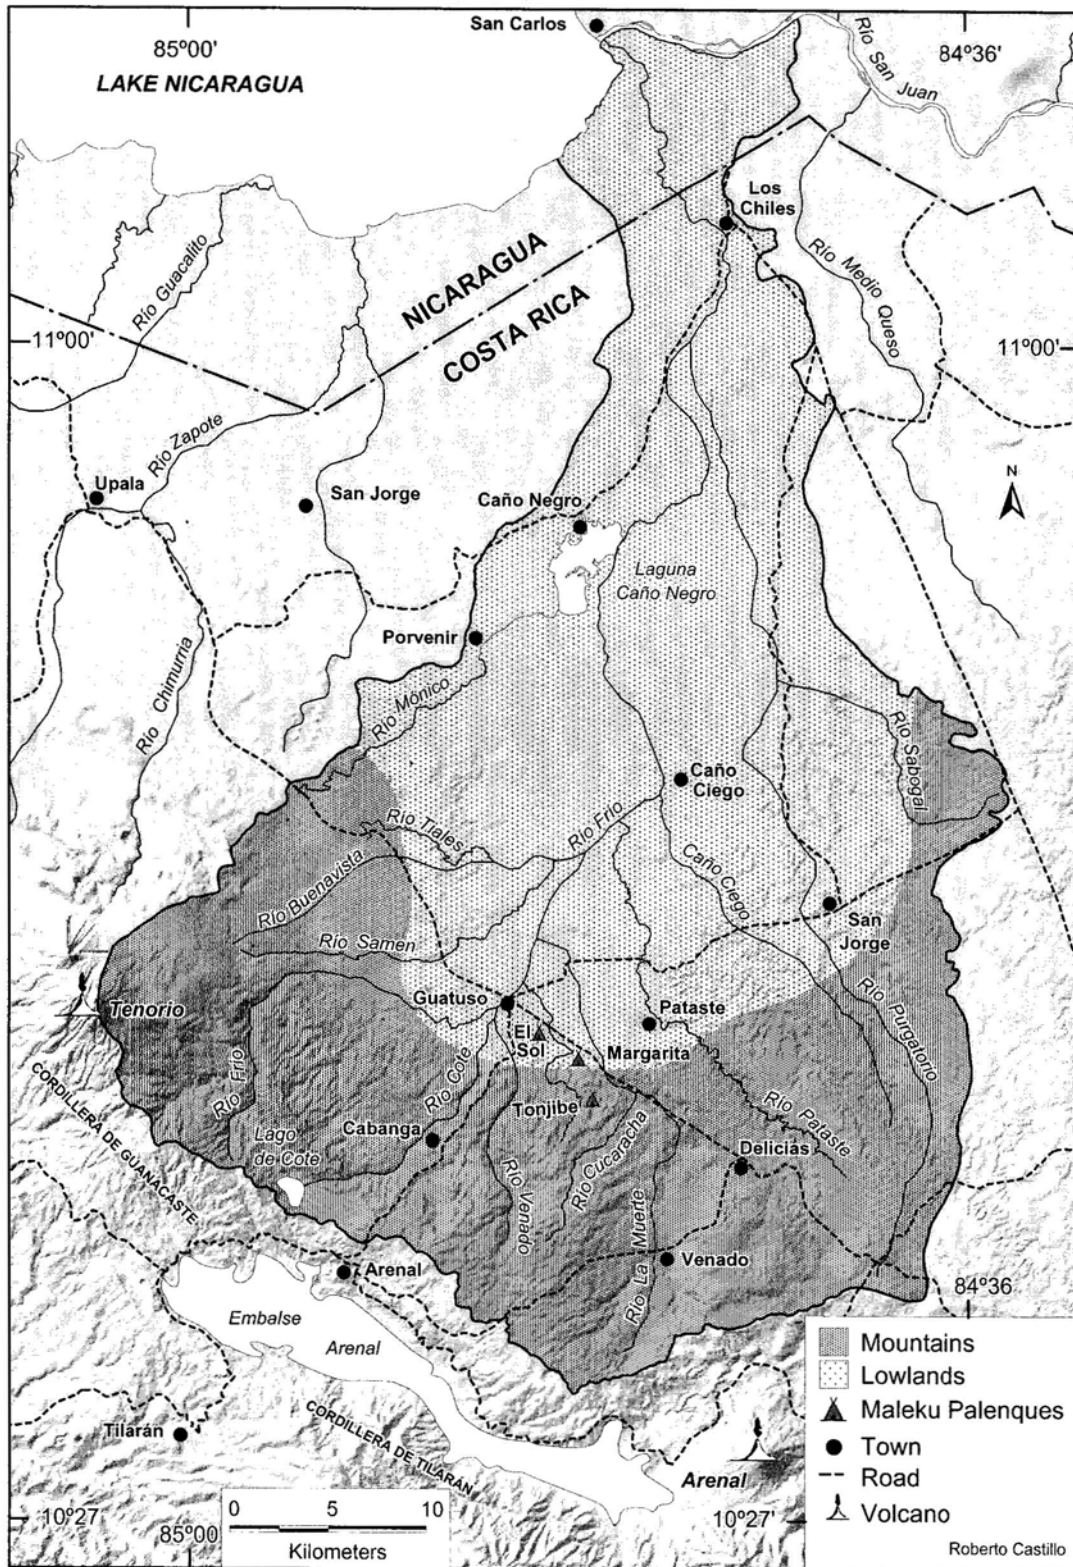 San Carlos
85º00'
84º36'
LAKE NICARAGUA
Río San Juan
Los
Chiles
Río Guacalito
NICARAGUA
COSTA RICA
Río Medio Queso
11º00'
11º00'
Río Zapote
Upala
San Jorge
Caño Negro
N
Laguna
Caño Negro
Porvenir
Río Chimurria
Río Mónico
Río Sabogal
Caño
Ciego
Río Tiales
Río Frio
Río Buenavista
Caño Ciego
San
Jorge
Río Samen
Guatuso
Pataste
Tenorio
El
Sol
Margarita
Río Purgatorio
Río Frio
Río Cote
CORDILLERA DE GUANACASTE
Tonjibe
Río Pataste
Lago
de Cote
Cabanga
Delicias
Río Cucaracha
Río Venado
Río La Muerte
Venado
Arenal
84º36
Embalse
Arenal
Mountains
Lowlands
Maleku Palenques
Town
Road
Volcano
CORDILLERA DE TILARÁN
Tilarán
Arenal
10º27'
85º00
0 5 10
Kilometers
10º27'
Roberto Castillo